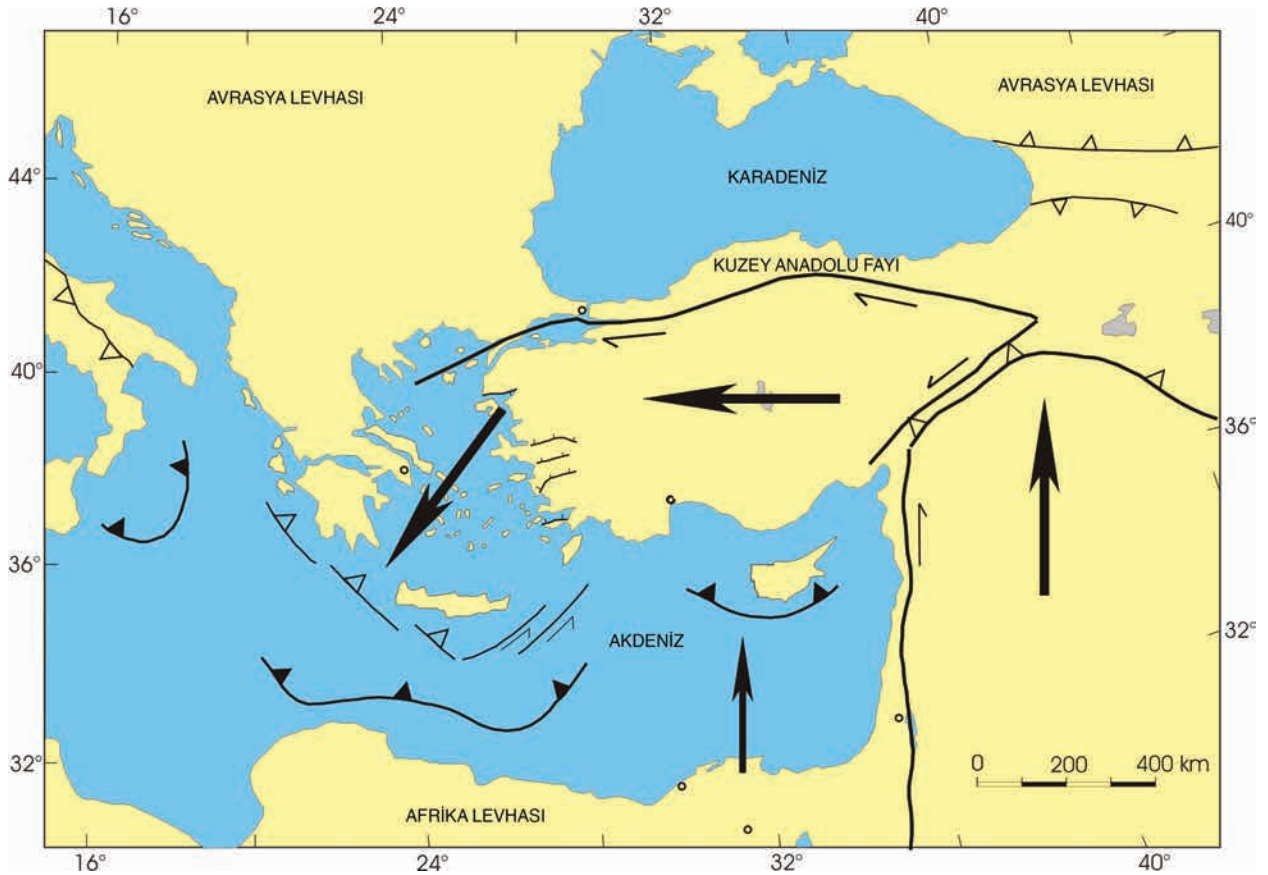 16°
24°
32°
40°
AVRASYA LEVHASI
AVRASYA LEVHASI
44°
KARADENİZ
40°
KUZEY ANADOLU FAYI
40°
36°
36°
AKDENİZ
32°
32°
0 200 400 km
AFRİKA LEVHASI
16°
24°
32°
40°